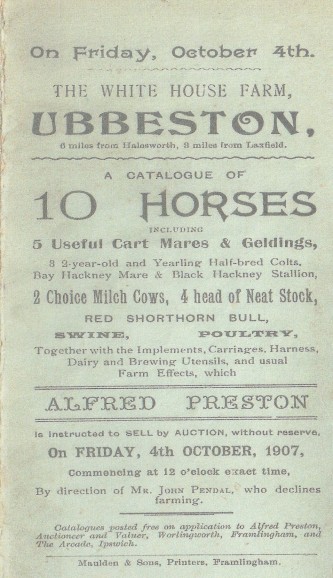 On Friday, October 4th.
THE WHITE HOUSE FARM,
UBBESTON,
6 miles from Halesworth, 3 miles from Laxfield.
A CATALOGUE OF
10 HORSES
INCLUDING
5 Useful Cart Mares & Geldings,
3 2-year-old and Yearling Half-bred Colts,
Bay Hackney Mare & Black Hackney Stallion,
2 Choice Milch Cows, 4 head of Neat Stock,
RED SHORTHORN BULL,
SWINE, POULTRY,
Together with the Implements, Carriages, Harness,
Dairy and Brewing Utensils, and usual
Farm Effects, which
ALFRED PRESTON
Is instructed to SELL by AUCTION, without reserve,
On FRIDAY, 4th OCTOBER, 1907,
Commencing at 12 o'clock exact time,
By direction of MR. JOHN PENDAL, who declines
farming.
Catalogues posted free on application to Alfred Preston,
Auctioneer and Valuer, Worlingworth, Framlingham, and
The Arcade, Ipswich.
Maulden & Sons, Printers, Framlingham.